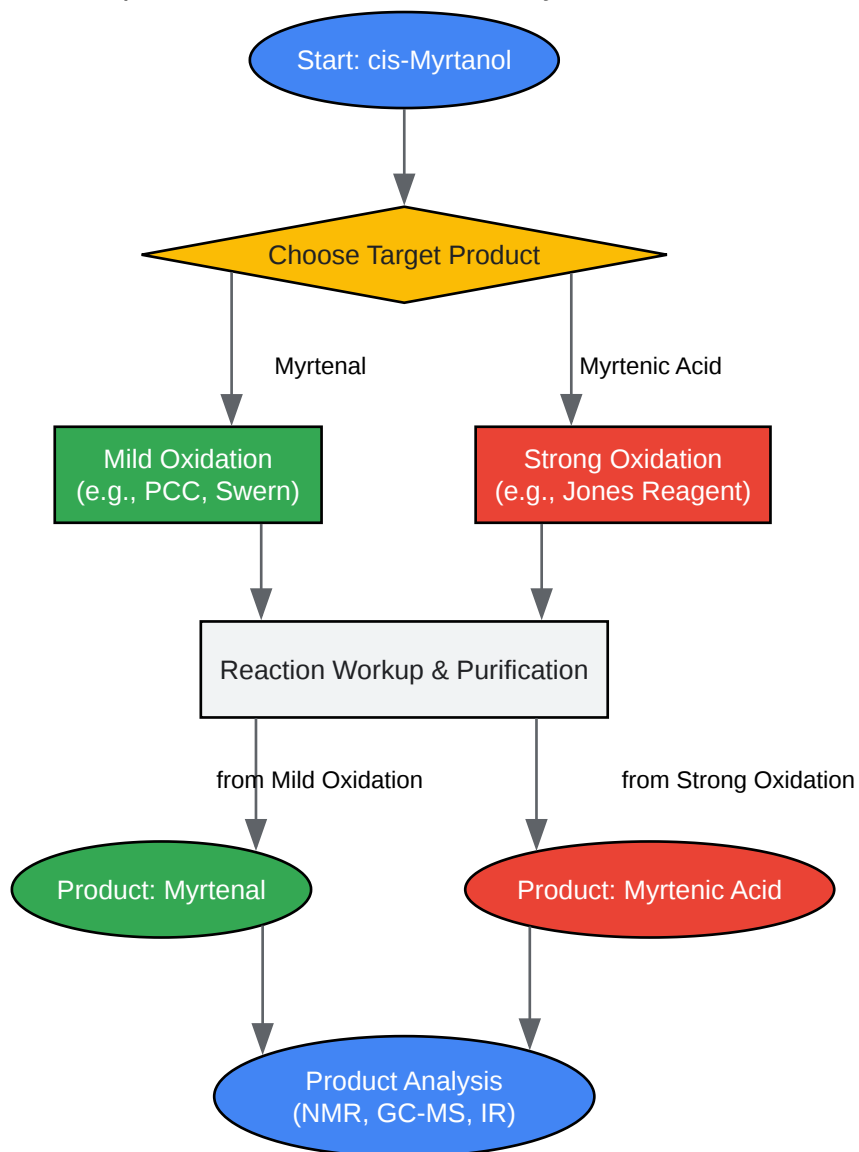 Start: cis-Myrtanol
Choose Target Product
Myrtenal
Myrtenic Acid
Mild Oxidation
(e.g., PCC, Swern)
Strong Oxidation
(e.g., Jones Reagent)
Reaction Workup & Purification
from Mild Oxidation
from Strong Oxidation
Product: Myrtenal
Product: Myrtenic Acid
Product Analysis
(NMR, GC-MS, IR)